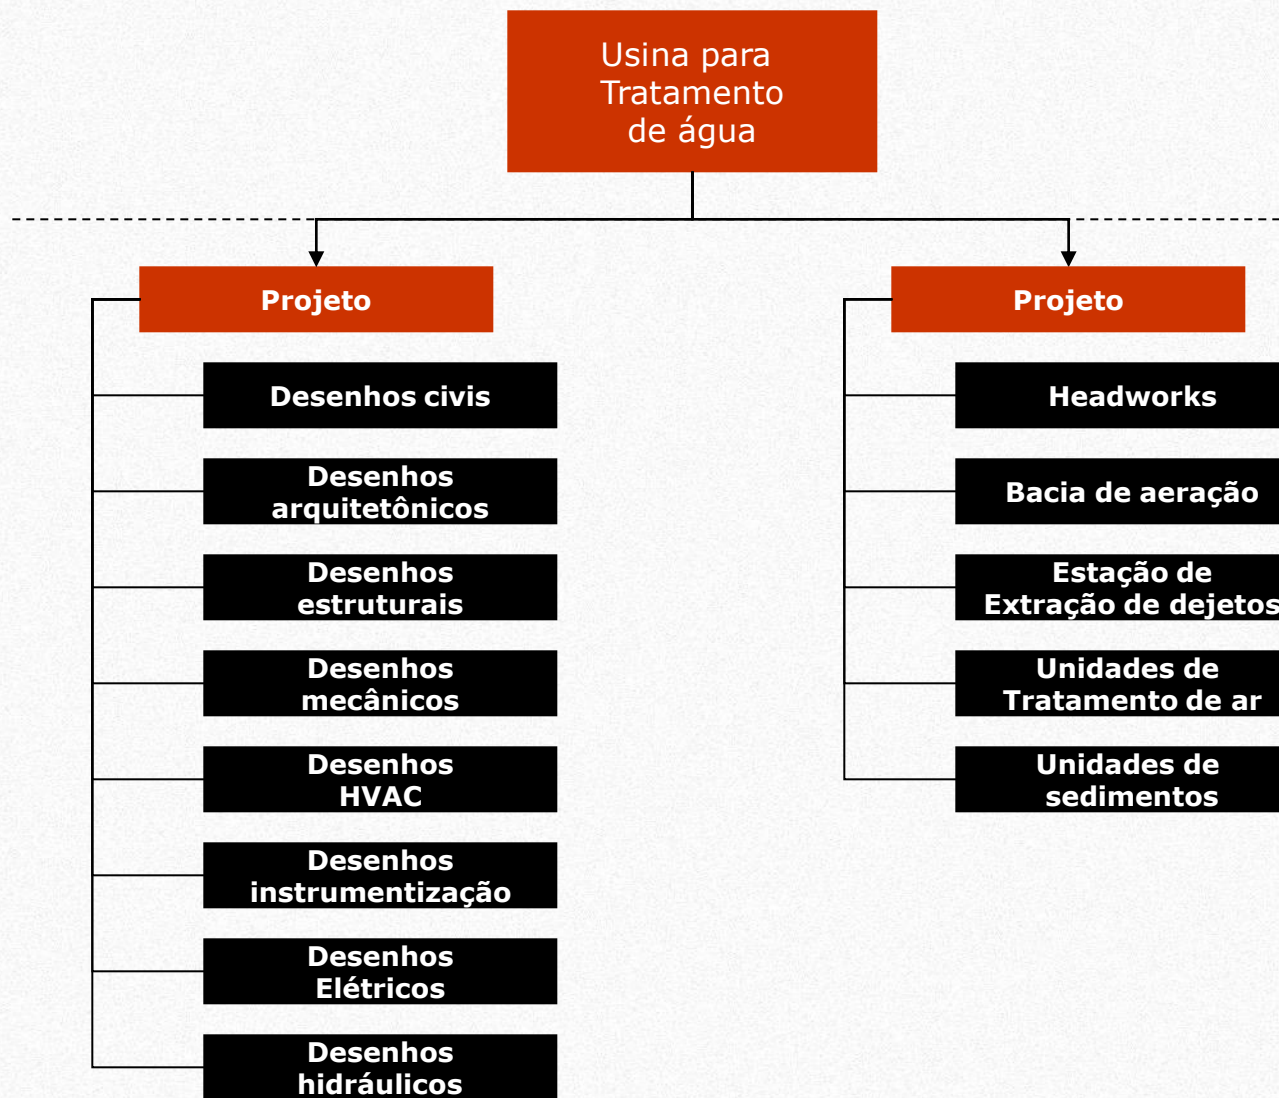 Usina para
Tratamento
de água
Projeto
Desenhos civis
Desenhos
arquitetônicos
Desenhos
estruturais
Desenhos
mecânicos
Desenhos
HVAC
Desenhos
instrumentização
Desenhos
Elétricos
Desenhos
hidráulicos
Projeto
Headworks
Bacia de aeração
Estação de
Extração de dejetos
Unidades de
Tratamento de ar
Unidades de
sedimentos